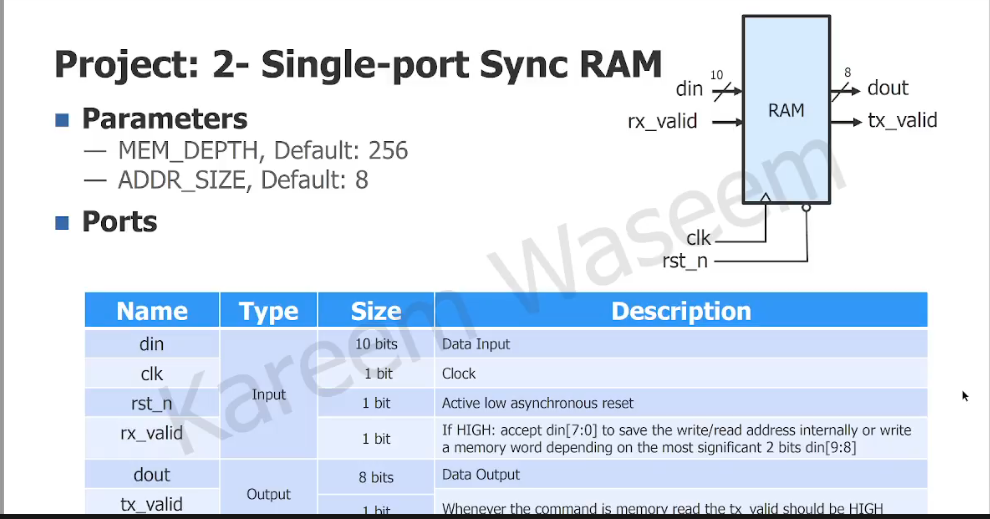 Project: 2- Single-port Sync RAM
Parameters
— MEM_DEPTH, Default: 256
— ADDR_SIZE, Default: 8
Ports
din
10
rx_valid
RAM
8
dout
tx_valid
clk
rst_n
Kareem Waseem
Name Type Size Description
din Input 10 bits Data Input
clk 1 bit Clock
rst_n 1 bit Active low asynchronous reset
rx_valid 1 bit If HIGH: accept din[7:0] to save the write/read address internally or write
a memory word depending on the most significant 2 bits din[9:8]
dout Output 8 bits Data Output
tx_valid 1 bit Whenever the command is memory read the tx_valid should be HIGH